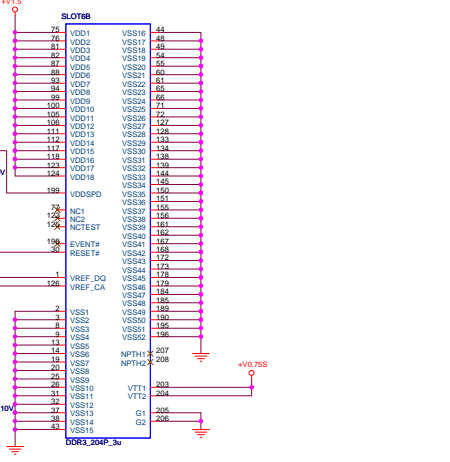 +V1.5
SLOT6B
75 VDD1 VSS16 44
76 VDD2 VSS17 48
81 VDD3 VSS18 49
82 VDD4 VSS19 54
87 VDD5 VSS20 55
88 VDD6 VSS21 60
93 VDD7 VSS22 61
94 VDD8 VSS23 65
99 VDD9 VSS24 66
100 VDD10 VSS25 71
105 VDD11 VSS26 72
106 VDD12 VSS27 127
111 VDD13 VSS28 128
112 VDD14 VSS29 133
117 VDD15 VSS30 134
118 VDD16 VSS31 138
123 VDD17 VSS32 139
124 VDD18 VSS33 144
VSS34 145
199 VDDSPD VSS35 150
VSS36 151
77 NC1 VSS37 155
122 NC2 VSS38 156
125 NCTEST VSS39 161
VSS40 162
198 EVENT# VSS41 167
30 RESET# VSS42 168
VSS43 172
VSS44 173
1 VREF_DQ VSS45 178
126 VREF_CA VSS46 179
VSS47 184
VSS48 185
2 VSS1 VSS49 189
3 VSS2 VSS50 190
8 VSS3 VSS51 195
9 VSS4 VSS52 196
13 VSS5
14 VSS6 NPTH1 207
19 VSS7 NPTH2 208
20 VSS8
25 VSS9
26 VSS10 VTT1 203
31 VSS11 VTT2 204
32 VSS12
37 VSS13 G1 205
38 VSS14 G2 206
43 VSS15
+V0.75S
V
10V
DDR3_204P_3u